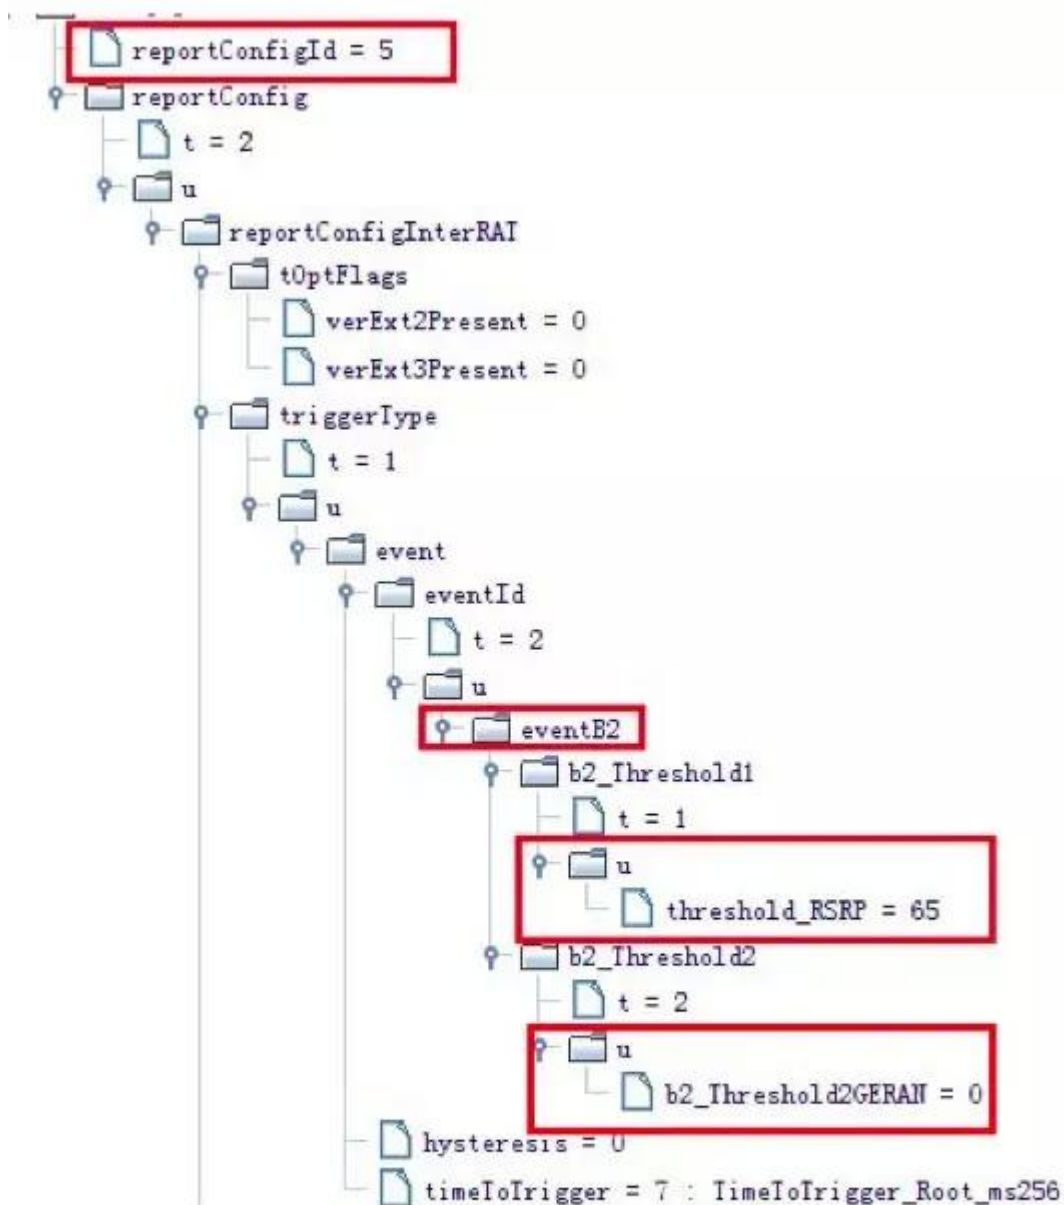 reportConfigId = 5
reportConfig
t = 2
u
reportConfigInterRAT
tOptFlags
verExt2Present = 0
verExt3Present = 0
triggerType
t = 1
u
event
eventId
t = 2
u
eventB2
b2_Threshold1
t = 1
u
threshold_RSRP = 65
b2_Threshold2
t = 2
u
b2_Threshold2GERAN = 0
hysteresis = 0
timeToTrigger = 7 : TimeToTrigger_Root_ms256